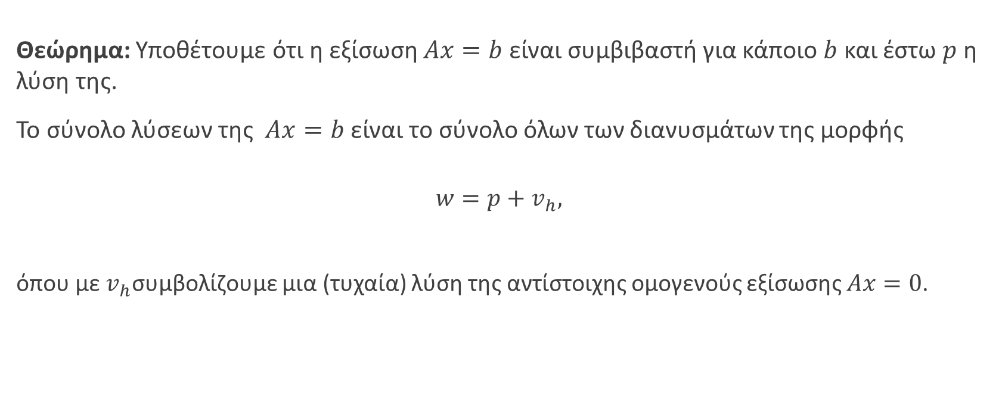 Θεώρημα: Υποθέτουμε ότι η εξίσωση Ax = b είναι συμβιβαστή για κάποιο b και έστω p η
λύση της.
Το σύνολο λύσεων της Ax = b είναι το σύνολο όλων των διανυσμάτων της μορφής
w = p + v_h,
όπου με v_h συμβολίζουμε μια (τυχαία) λύση της αντίστοιχης ομογενούς εξίσωσης Ax = 0.